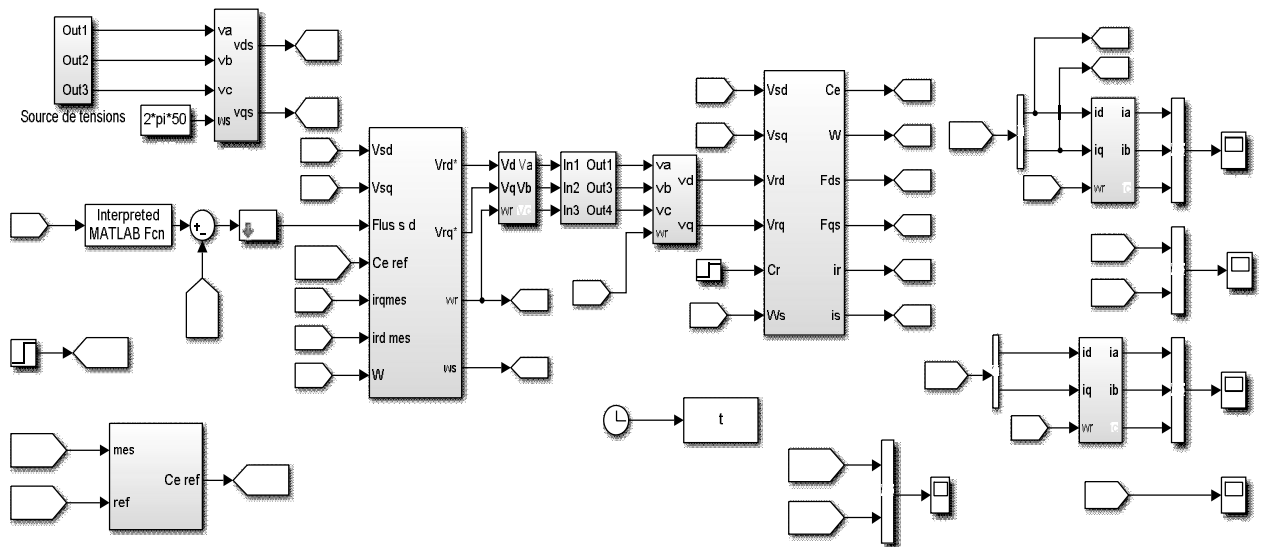 Out1
Out2
Out3
Source de tensions
2*pi*50
va
vb
vc
ws
vds
vqs
Interpreted
MATLAB Fcn
+
-
Vsd
Vsq
Flus s d
Ce ref
irqmes
ird mes
W
Vrd*
Vrq*
wr
ws
Vd Va
Vq Vb
wr Vc
In1 Out1
In2 Out3
In3 Out4
va
vb
vc
wr
vd
vq
Vsd
Vsq
Vrd
Vrq
Cr
Ws
Ce
W
Fds
Fqs
ir
is
id ia
iq ib
wr c
id ia
iq ib
wr c
t
mes
ref
Ce ref